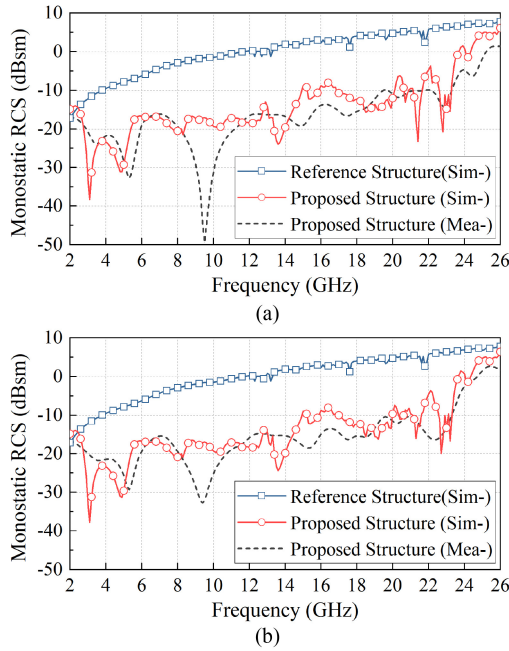 10
0
-10
-20
-30
-40
-50
Monostatic RCS (dBsm)
Reference Structure(Sim-)
Proposed Structure (Sim-)
Proposed Structure (Mea-)
2 4 6 8 10 12 14 16 18 20 22 24 26
Frequency (GHz)
(a)
10
0
-10
-20
-30
-40
-50
Monostatic RCS (dBsm)
Reference Structure(Sim-)
Proposed Structure (Sim-)
Proposed Structure (Mea-)
2 4 6 8 10 12 14 16 18 20 22 24 26
Frequency (GHz)
(b)